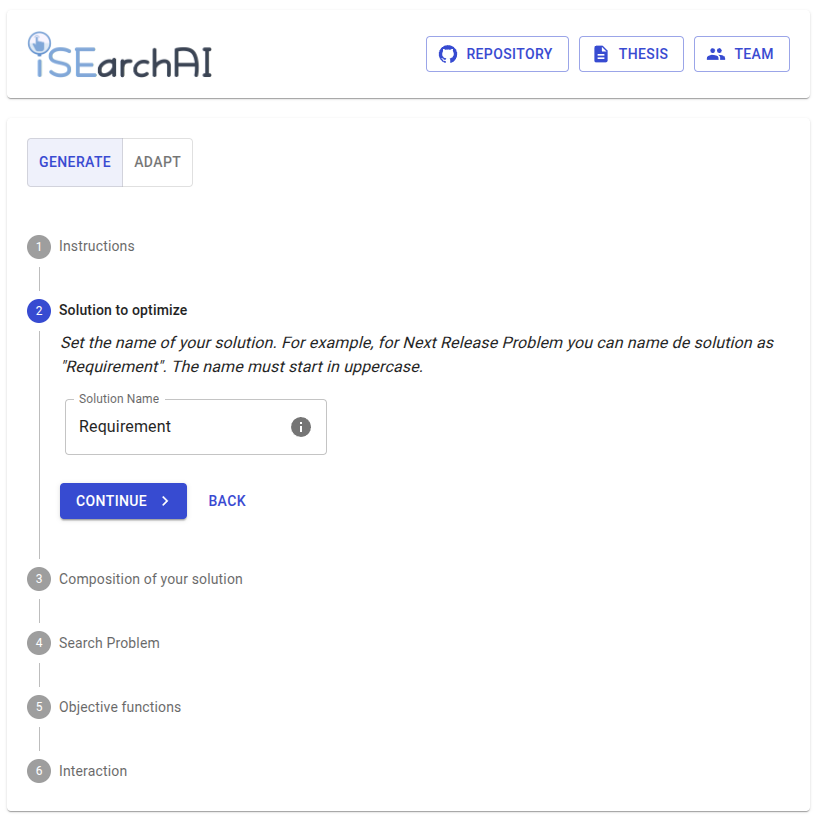 iSEarchAI
REPOSITORY
THESIS
TEAM
GENERATE
ADAPT
1 Instructions
2 Solution to optimize
Set the name of your solution. For example, for Next Release Problem you can name de solution as
"Requirement". The name must start in uppercase.
Solution Name
Requirement
CONTINUE
BACK
3 Composition of your solution
4 Search Problem
5 Objective functions
6 Interaction